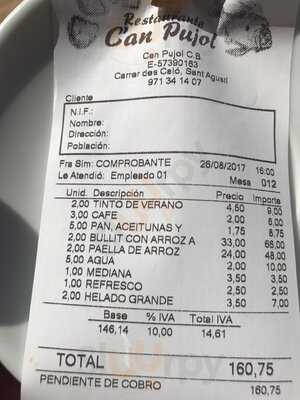 Restaurante
Can Pujol
Can Pujol C.B.
E-57390163
Carrer des Caló, Sant Agustí
971 34 14 07
Cliente
N.I.F.:
Nombre:
Dirección:
Población:
Fra Sim: COMPROBANTE 26/08/2017 16:00
Le Atendió: Empleado 01 Mesa 012
Unid. Descripción Precio Importe
2,00 TINTO DE VERANO 4,50 9,00
3,00 CAFE 2,00 6,00
5,00 PAN, ACEITUNAS Y 1,75 8,75
2,00 BULLIT CON ARROZ A 33,00 66,00
2,00 PAELLA DE ARROZ 24,00 48,00
5,00 AGUA 2,00 10,00
1,00 MEDIANA 3,50 3,50
1,00 REFRESCO 2,50 2,50
2,00 HELADO GRANDE 3,50 7,00
Base % IVA Total IVA
146,14 10,00 14,61
TOTAL 160,75
PENDIENTE DE COBRO 160,75